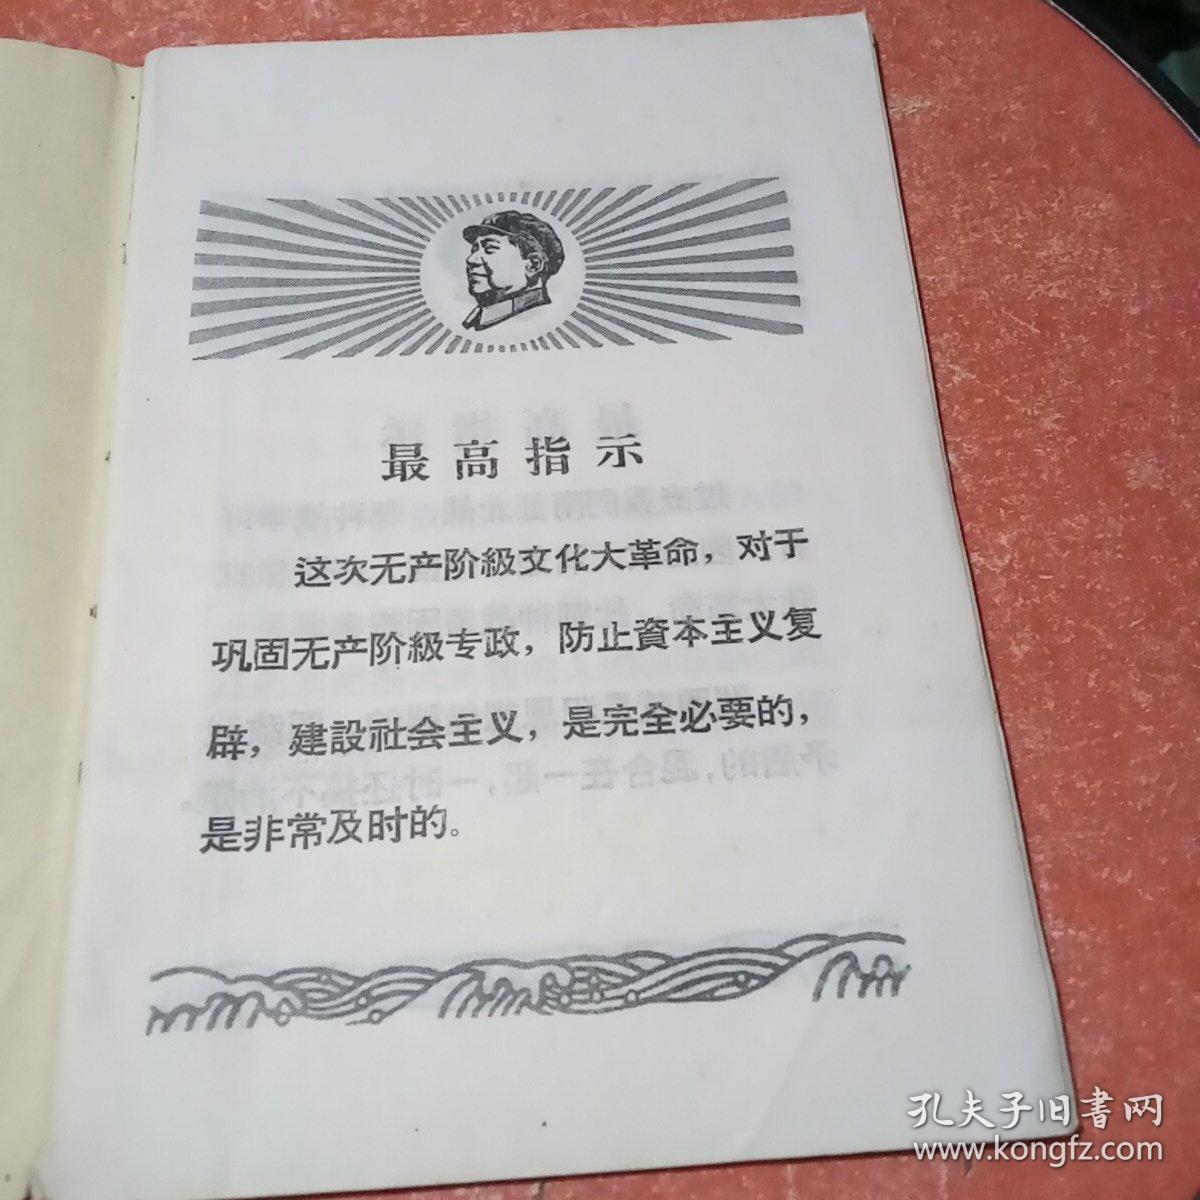 最高指示
这次无产阶級文化大革命，对于
巩固无产阶級专政，防止資本主义复
辟，建設社会主义，是完全必要的，
是非常及时的。
孔夫子旧書网
www.kongfz.com